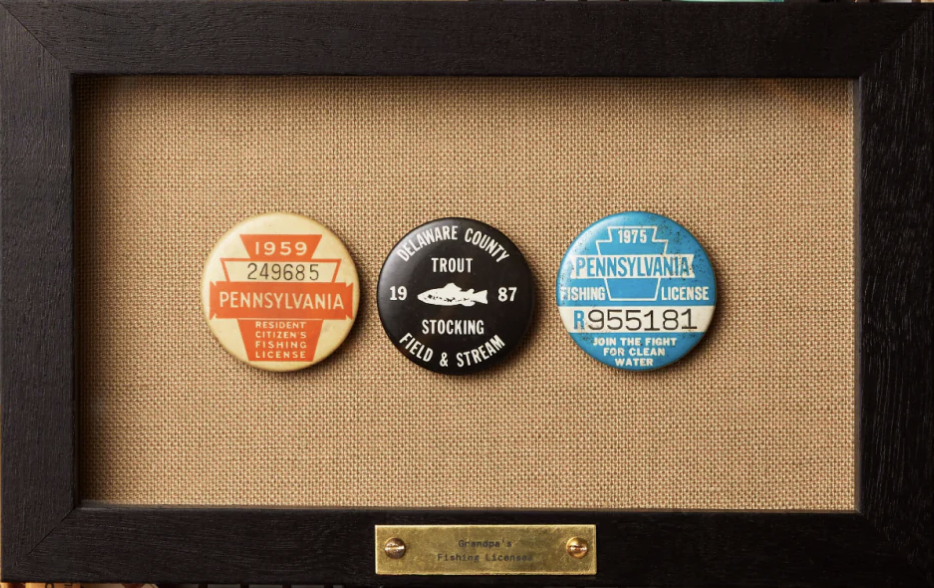 1959
249685
PENNSYLVANIA
RESIDENT
CITIZEN'S
FISHING
LICENSE
DELAWARE COUNTY
TROUT
19 87
STOCKING
FIELD & STREAM
1975
PENNSYLVANIA
FISHING LICENSE
R955181
JOIN THE FIGHT
FOR CLEAN
WATER
Grandpa's
Fishing Licenses